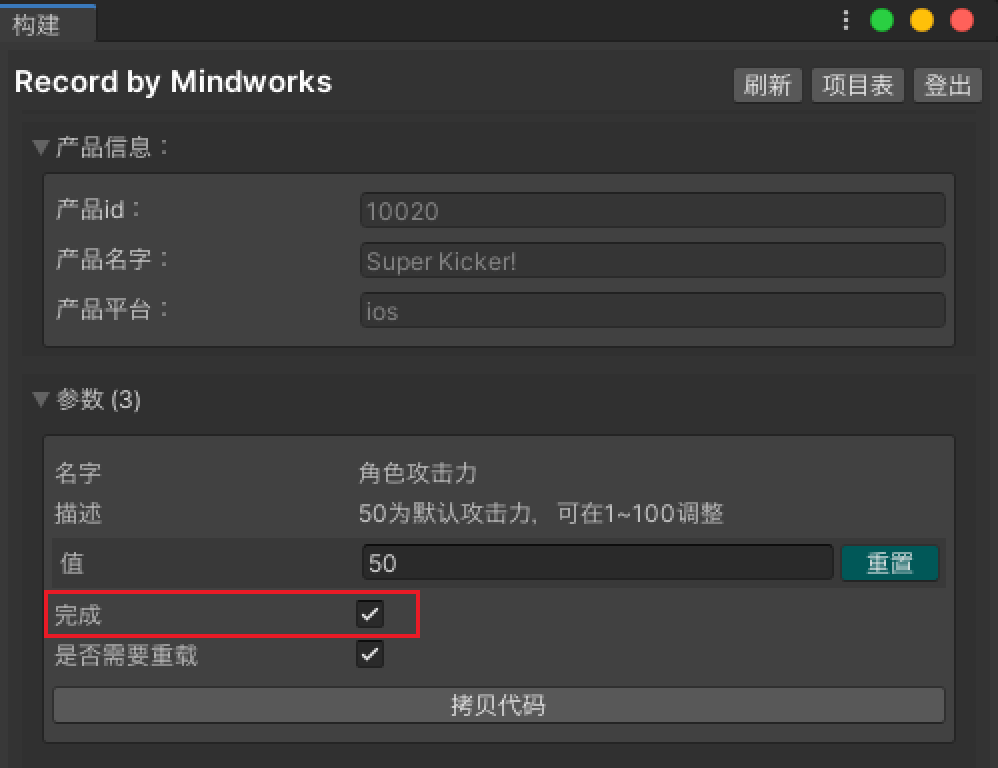 构建
Record by Mindworks
刷新 项目表 登出
产品信息：
产品id： 10020
产品名字： Super Kicker!
产品平台： ios
参数 (3)
名字 角色攻击力
描述 50为默认攻击力，可在1~100调整
值 50 重置
完成
是否需要重载
拷贝代码